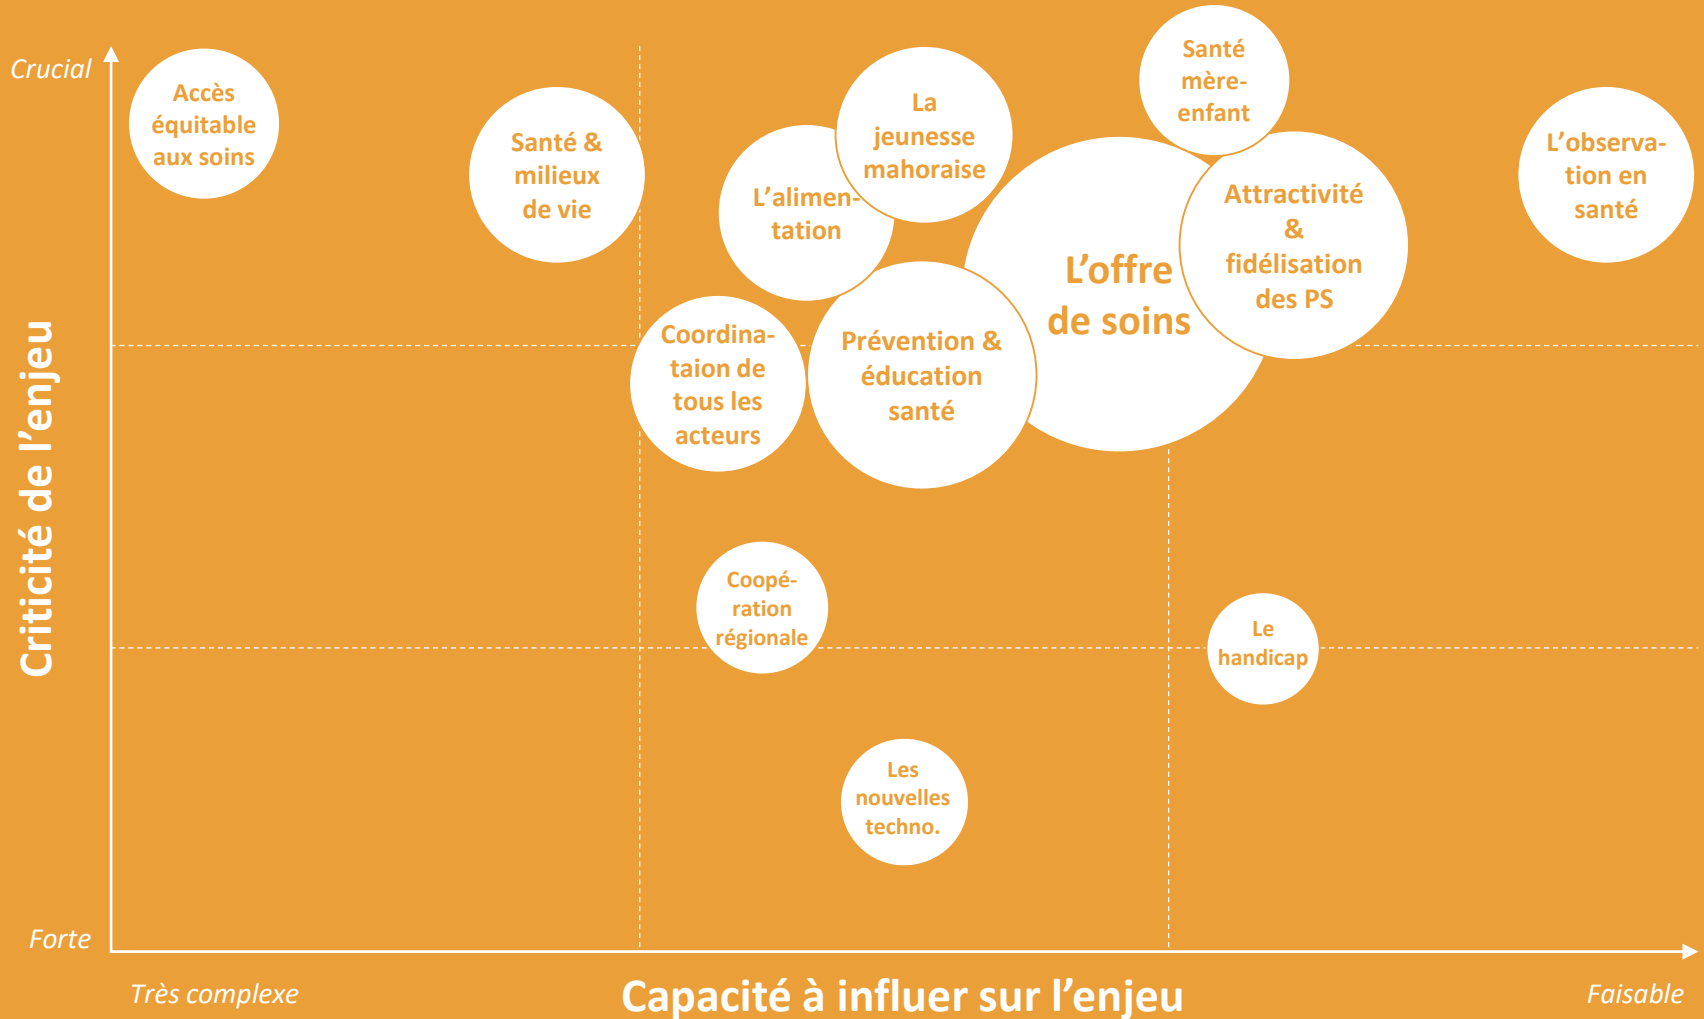 Crucial
Accès
équitable
aux soins
Santé &
milieux
de vie
L'alimen-
tation
La
jeunesse
mahoraise
Santé
mère-
enfant
L'observa-
tion en
santé
Attractivité
&
fidélisation
des PS
L'offre
de soins
Coordina-
taion de
tous les
acteurs
Prévention &
éducation
santé
Coopé-
ration
régionale
Le
handicap
Les
nouvelles
techno.
Criticité de l'enjeu
Forte
Très complexe
Capacité à influer sur l'enjeu
Faisable